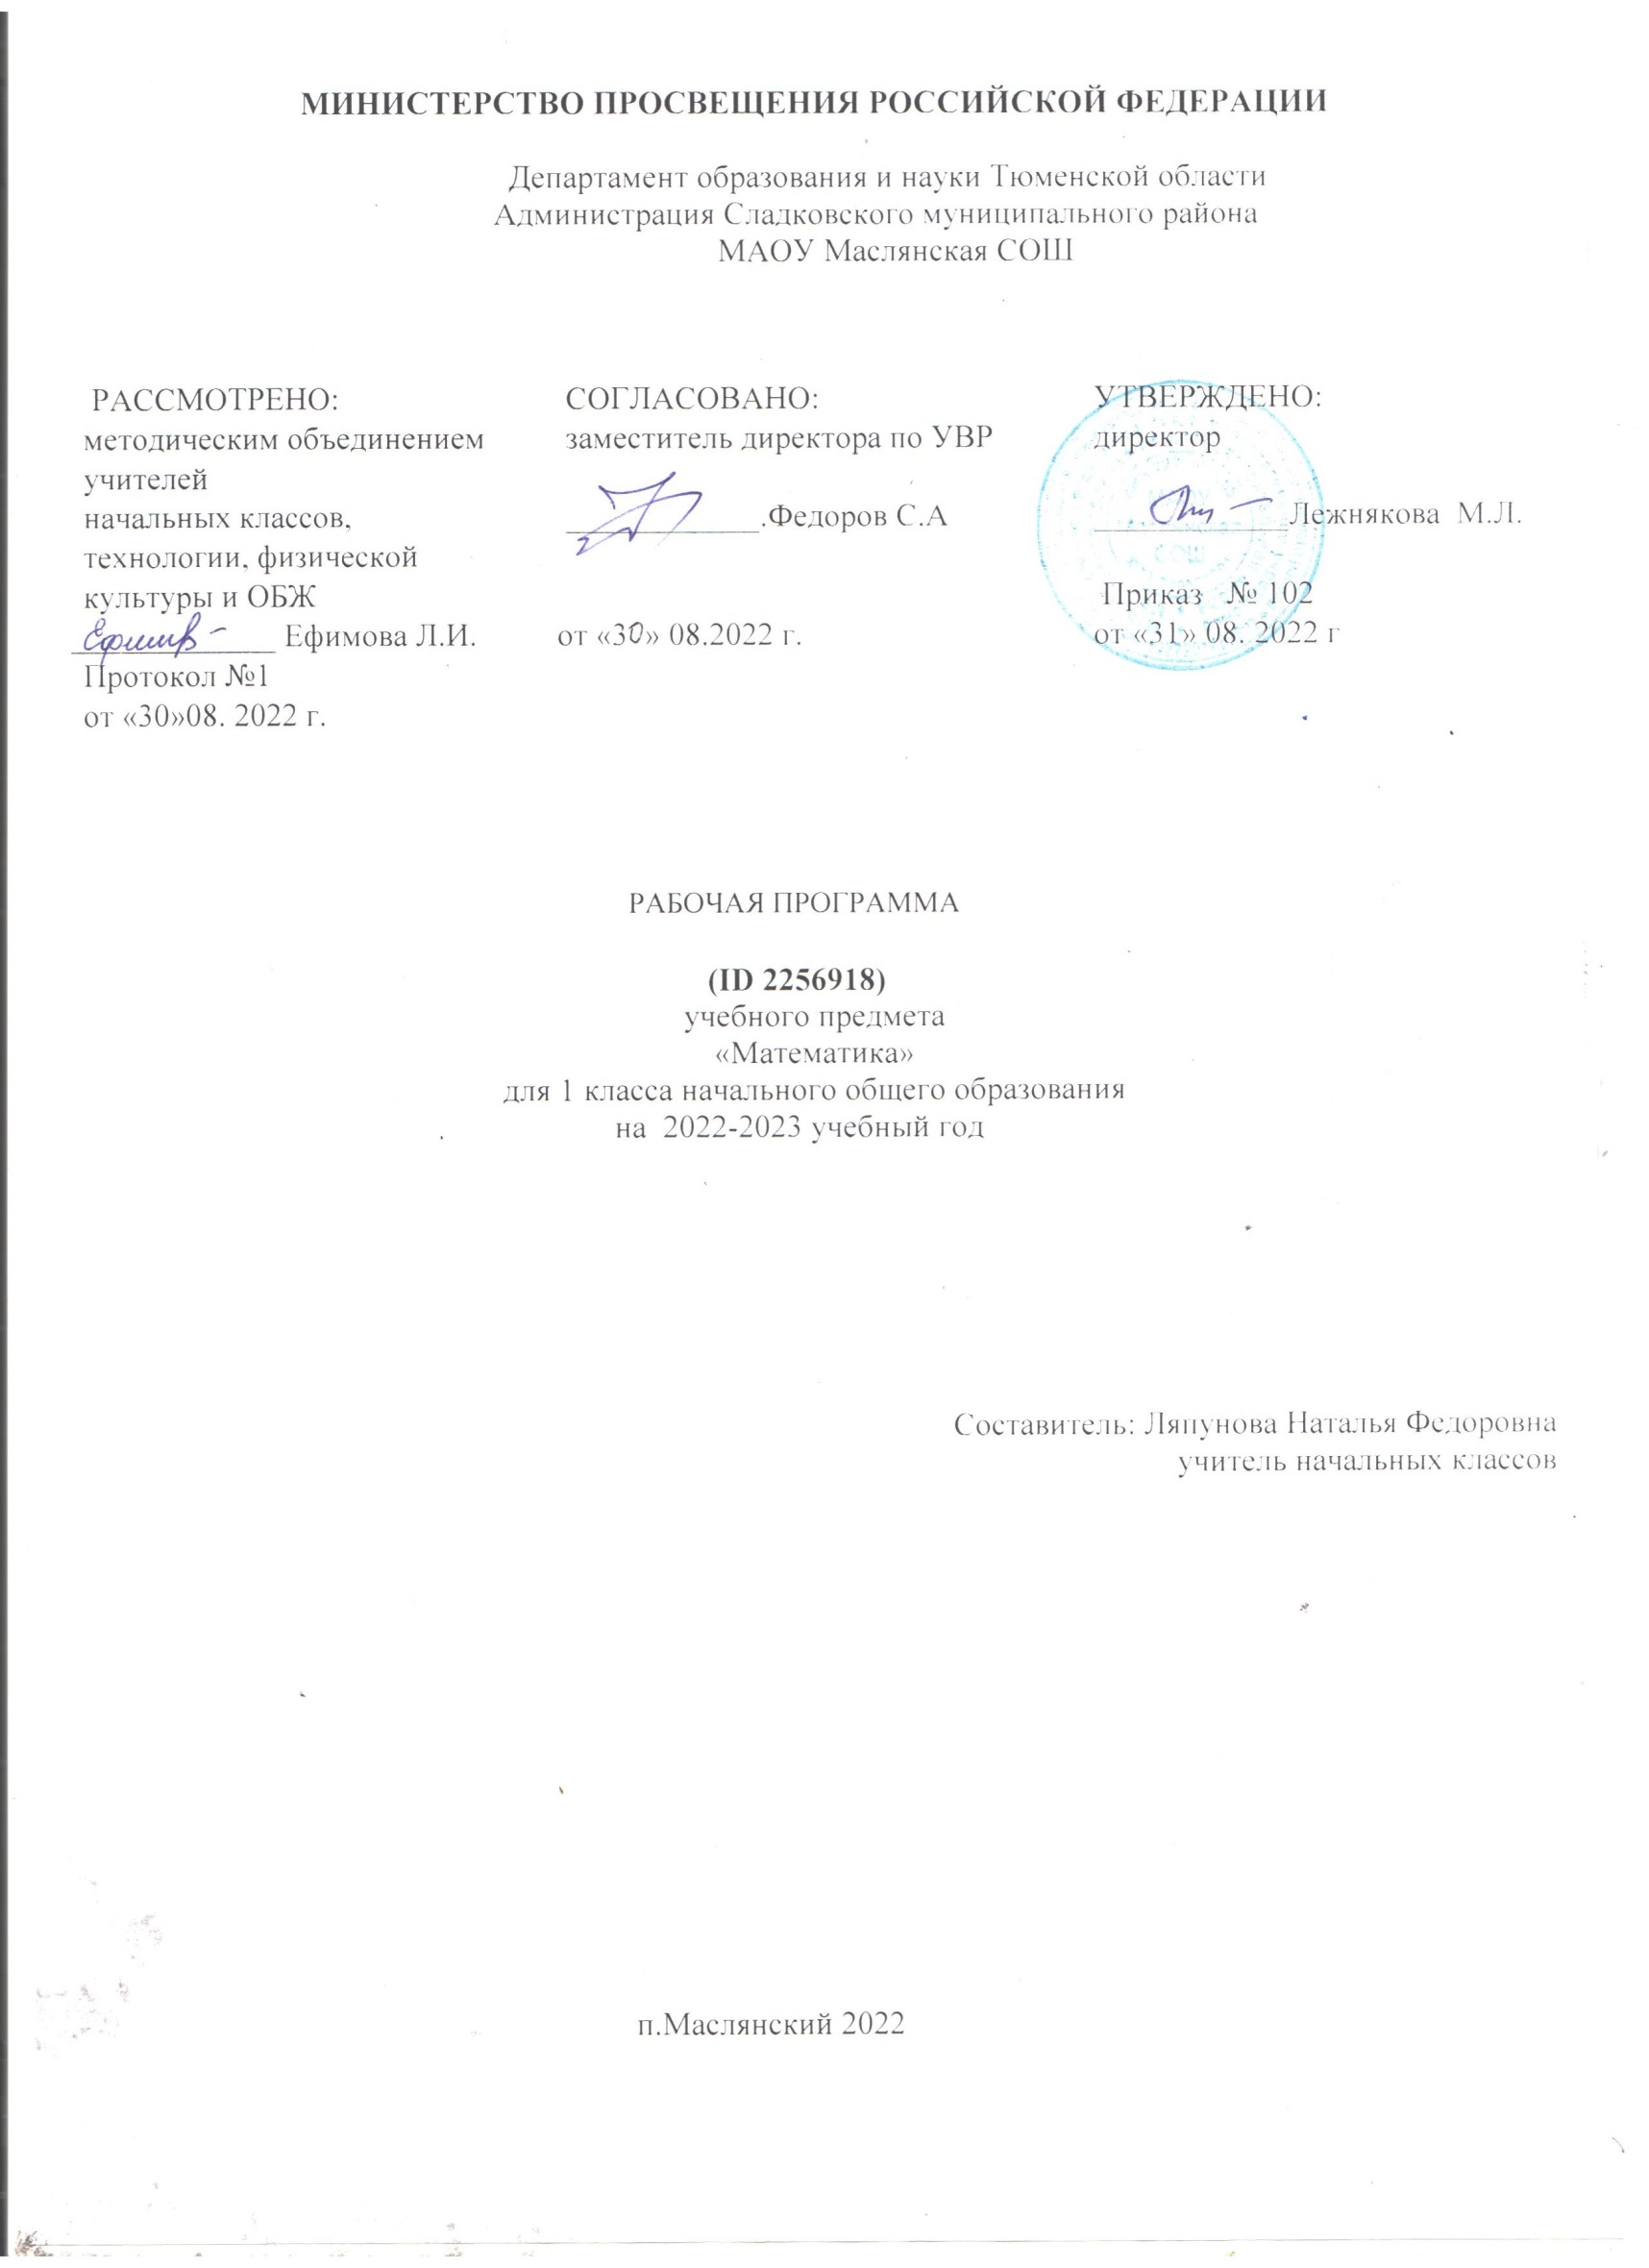 МИНИСТЕРСТВО ПРОСВЕЩЕНИЯ РОССИЙСКОЙ ФЕДЕРАЦИИ
Департамент образования и науки Тюменской области
Администрация Сладковского муниципального района
МАОУ Маслянская СОШ
РАССМОТРЕНО:
методическим объединением
учителей
начальных классов,
технологии, физической
культуры и ОБЖ
____________ Ефимова Л.И.
Протокол №1
от «30»08. 2022 г.
СОГЛАСОВАНО:
заместитель директора по УВР
____________.Федоров С.А
от «30» 08.2022 г.
УТВЕРЖДЕНО:
директор
____________Лежнякова М.Л.
СОШ
Приказ № 102
от «31» 08. 2022 г
РАБОЧАЯ ПРОГРАММА
(ID 2256918)
учебного предмета
«Математика»
для 1 класса начального общего образования
на 2022-2023 учебный год
Составитель: Ляпунова Наталья Федоровна
учитель начальных классов
п.Маслянский 2022